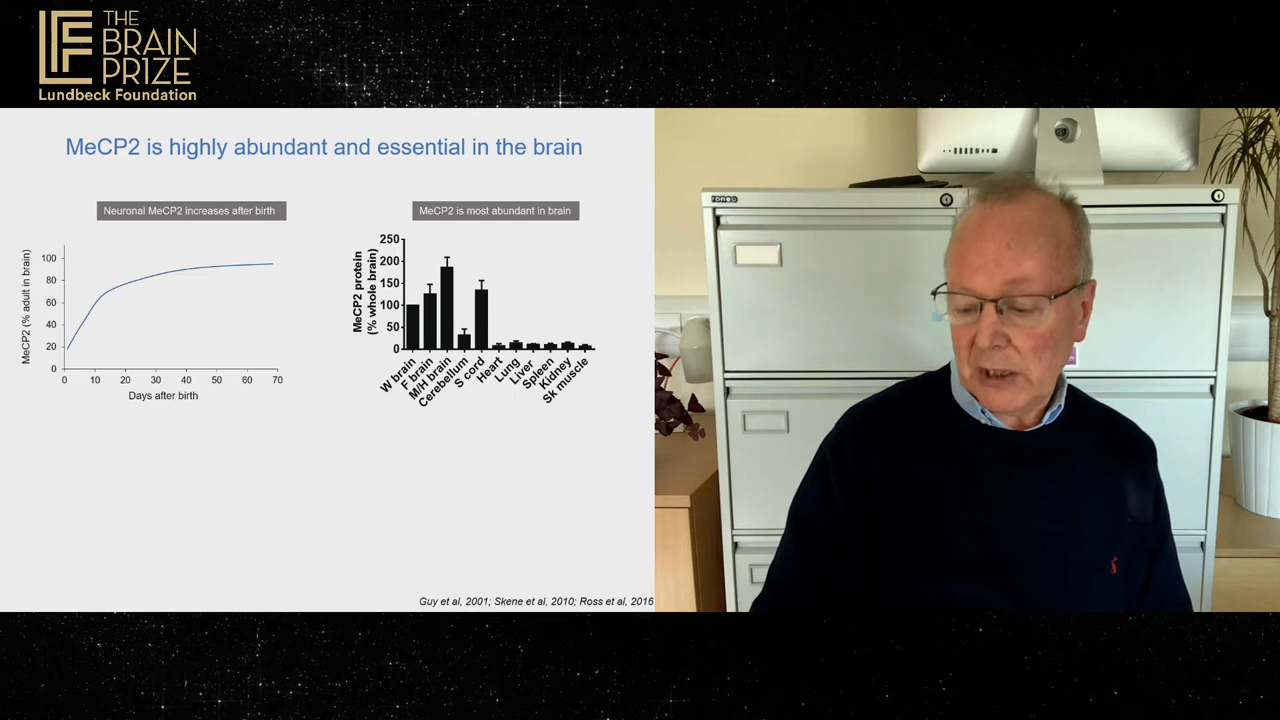 THE
BRAIN
PRIZE
Lundbeck Foundation
MeCP2 is highly abundant and essential in the brain
Neuronal MeCP2 increases after birth
MeCP2 (% adult in brain)
100
80
60
40
20
0
0 10 20 30 40 50 60 70
Days after birth
MeCP2 is most abundant in brain
MeCP2 protein
(% whole brain)
250
200
150
100
50
0
W brain
F brain
M/H brain
Cerebellum
S cord
Heart
Lung
Liver
Spleen
Kidney
Sk muscle
Guy et al, 2001; Skene et al, 2010; Ross et al, 2016